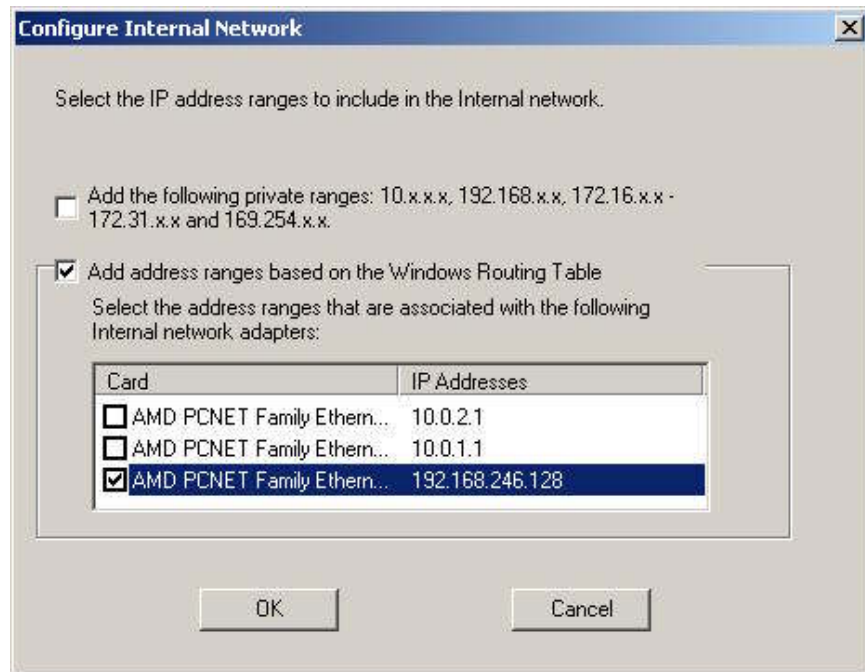 Configure Internal Network
Select the IP address ranges to include in the Internal network.
Add the following private ranges: 10.x.x.x, 192.168.x.x, 172.16.x.x -
172.31.x.x and 169.254.x.x.
Add address ranges based on the Windows Routing Table
Select the address ranges that are associated with the following
Internal network adapters:
Card IP Addresses
AMD PCNET Family Ethern... 10.0.2.1
AMD PCNET Family Ethern... 10.0.1.1
AMD PCNET Family Ethern... 192.168.246.128
OK Cancel